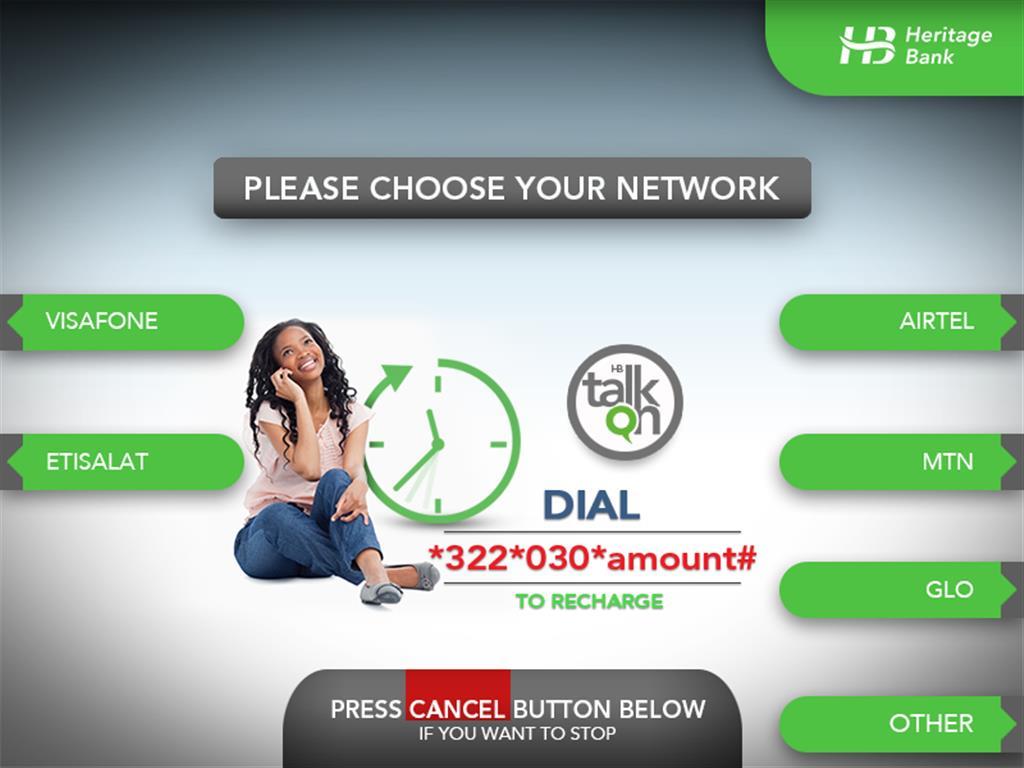 HB Heritage
Bank
PLEASE CHOOSE YOUR NETWORK
VISAFONE
AIRTEL
ETISALAT
MTN
HB
talk
On
DIAL
*322*030*amount#
TO RECHARGE
GLO
OTHER
PRESS CANCEL BUTTON BELOW
IF YOU WANT TO STOP